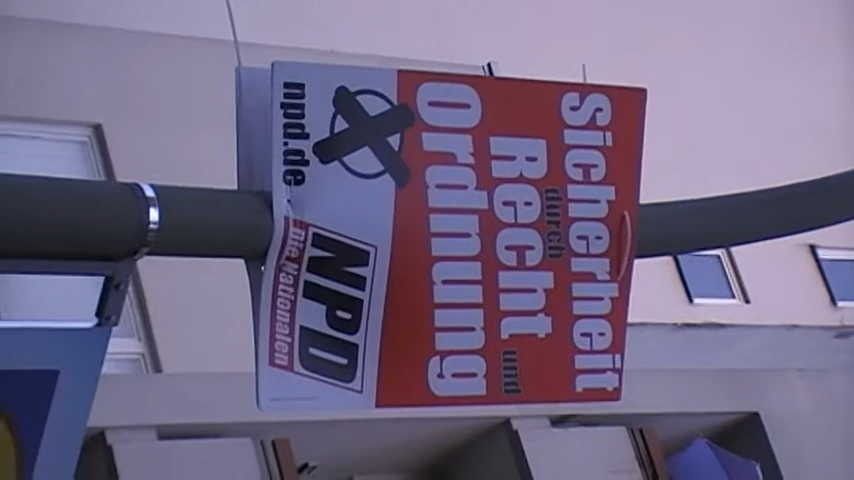 Sicherheit
durch
Recht und
Ordnung
npd.de
NPD
Die Nationalen